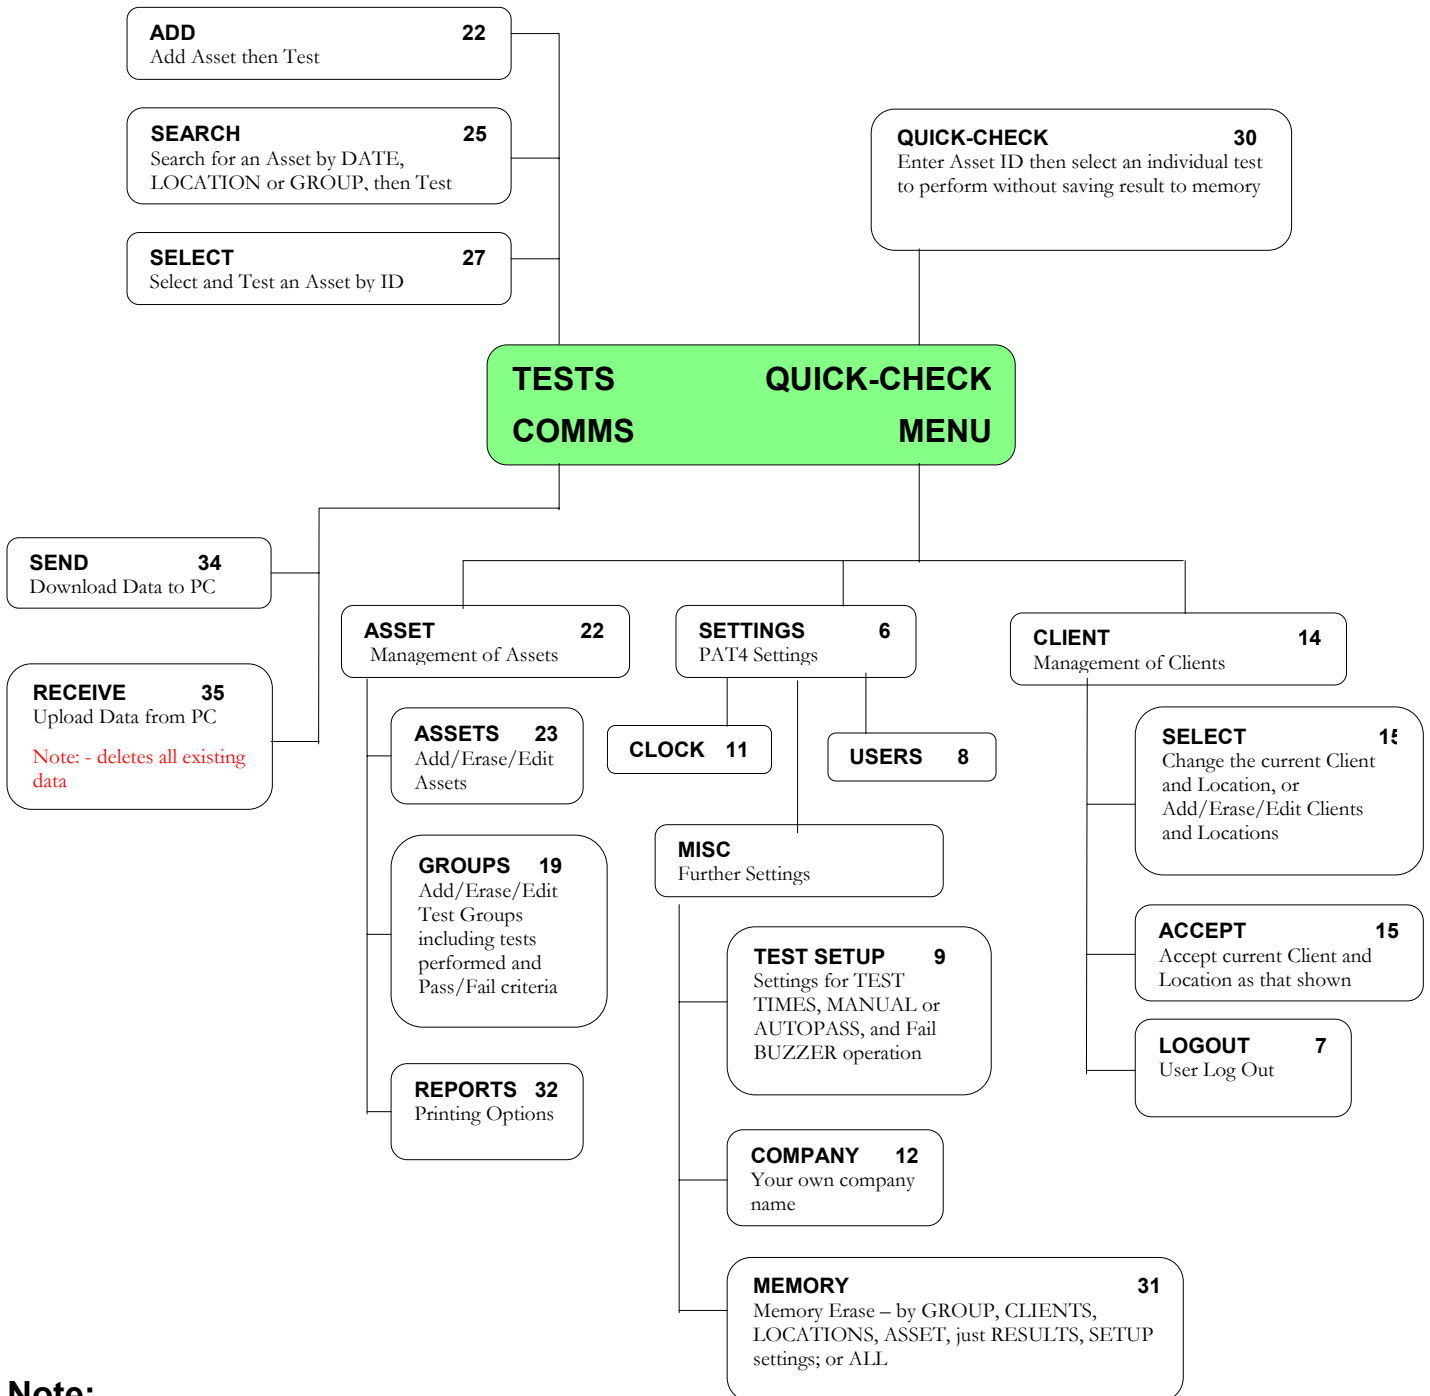 ADD 22
Add Asset then Test
SEARCH 25
Search for an Asset by DATE,
LOCATION or GROUP, then Test
SELECT 27
Select and Test an Asset by ID
QUICK-CHECK 30
Enter Asset ID then select an individual test
to perform without saving result to memory
TESTS QUICK-CHECK
COMMS MENU
SEND 34
Download Data to PC
RECEIVE 35
Upload Data from PC
Note: - deletes all existing
data
ASSET 22
Management of Assets
ASSETS 23
Add/Erase/Edit
Assets
GROUPS 19
Add/Erase/Edit
Test Groups
including tests
performed and
Pass/Fail criteria
REPORTS 32
Printing Options
SETTINGS 6
PAT4 Settings
CLOCK 11
USERS 8
MISC
Further Settings
TEST SETUP 9
Settings for TEST
TIMES, MANUAL or
AUTOPASS, and Fail
BUZZER operation
COMPANY 12
Your own company
name
MEMORY 31
Memory Erase – by GROUP, CLIENTS,
LOCATIONS, ASSET, just RESULTS, SETUP
settings; or ALL
CLIENT 14
Management of Clients
SELECT 15
Change the current Client
and Location, or
Add/Erase/Edit Clients
and Locations
ACCEPT 15
Accept current Client and
Location as that shown
LOGOUT 7
User Log Out
Note: